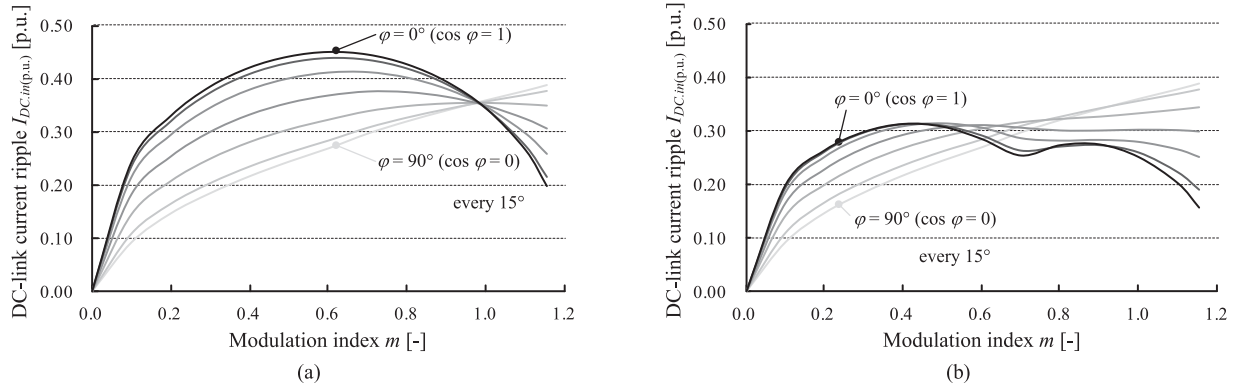 DC-link current ripple I_DC.in(p.u.) [p.u.]
0.50
0.40
0.30
0.20
0.10
0.00
φ = 0° (cos φ = 1)
φ = 90° (cos φ = 0)
every 15°
0.0 0.2 0.4 0.6 0.8 1.0 1.2
Modulation index m [-]
(a)
DC-link current ripple I_DC.in(p.u.) [p.u.]
0.50
0.40
0.30
0.20
0.10
0.00
φ = 0° (cos φ = 1)
φ = 90° (cos φ = 0)
every 15°
0.0 0.2 0.4 0.6 0.8 1.0 1.2
Modulation index m [-]
(b)